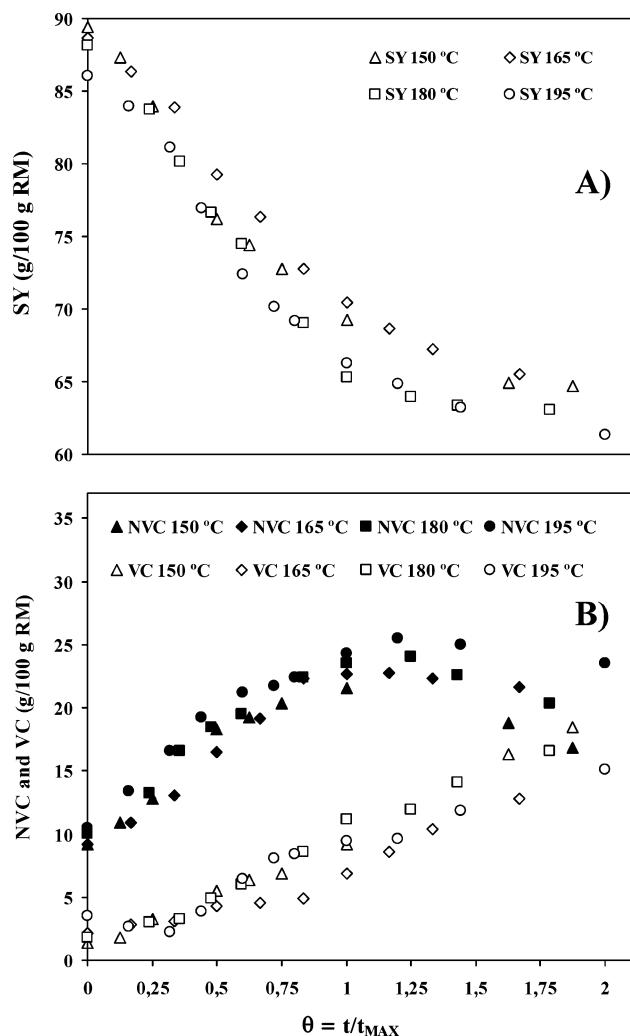 90
85
80
75
70
65
60
SY (g/100 g RM)
SY 150 ºC SY 165 ºC
SY 180 ºC SY 195 ºC
A)
35
30
25
20
15
10
5
0
NVC and VC (g/100 g RM)
NVC 150 ºC NVC 165 ºC NVC 180 ºC NVC 195 ºC
VC 150 ºC VC 165 ºC VC 180 ºC VC 195 ºC
B)
0 0,25 0,5 0,75 1 1,25 1,5 1,75 2
θ = t/tMAX